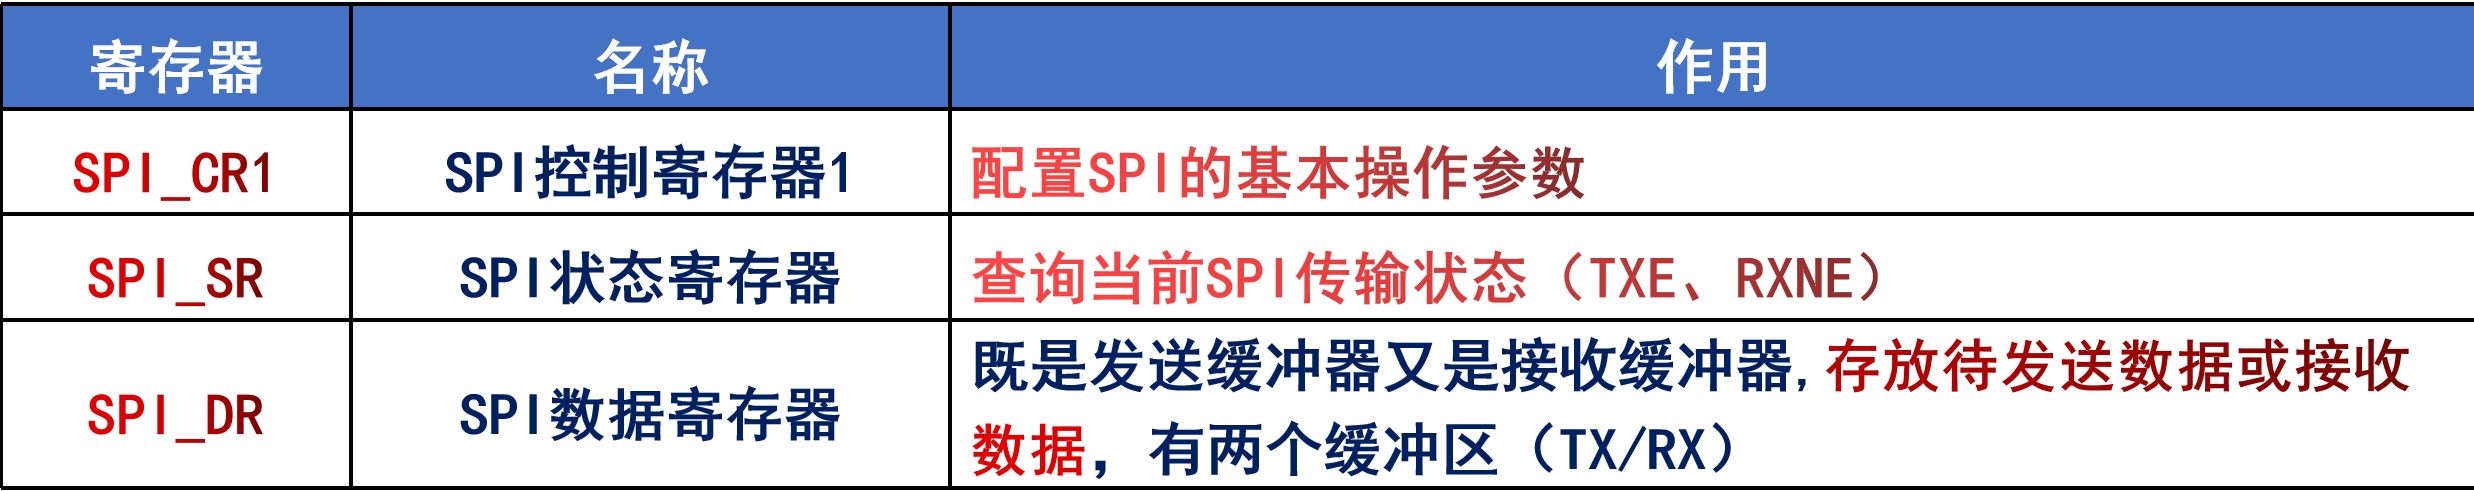 寄存器 名称 作用
SPI_CR1 SPI控制寄存器1 配置SPI的基本操作参数
SPI_SR SPI状态寄存器 查询当前SPI传输状态（TXE、RXNE）
SPI_DR SPI数据寄存器 既是发送缓冲器又是接收缓冲器,存放待发送数据或接收
数据，有两个缓冲区（TX/RX）